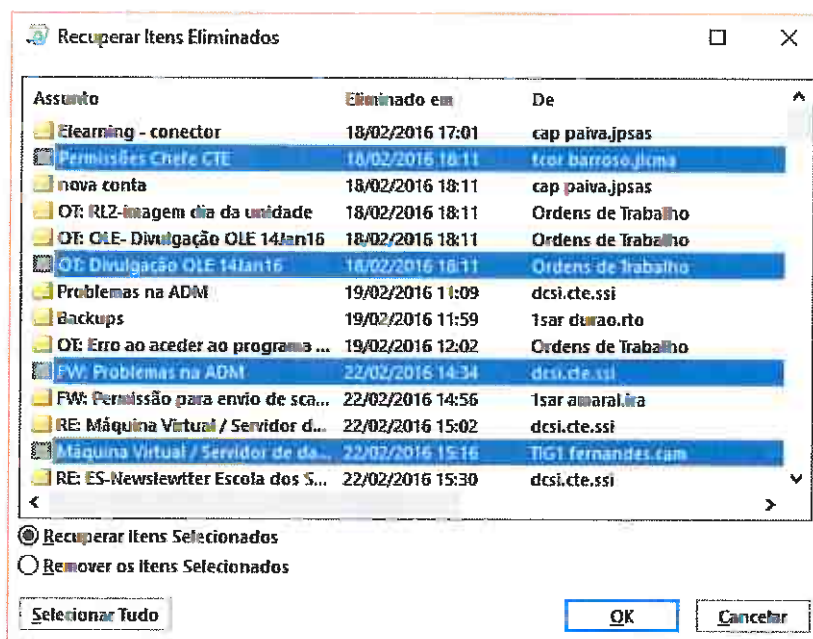 Recuperar Itens Eliminados
Assunto Eliminado em De
Elearning - conector 18/02/2016 17:01 cap paiva.jpsas
Permissões Chefe CTE 18/02/2016 18:11 tcor barroso.jlcma
nova conta 18/02/2016 18:11 cap paiva.jpsas
OT: RL2-imagem dia da unidade 18/02/2016 18:11 Ordens de Trabalho
OT: OLE- Divulgação OLE 14Jan16 18/02/2016 18:11 Ordens de Trabalho
OT: Divulgação OLE 14Jan16 18/02/2016 18:11 Ordens de Trabalho
Problemas na ADM 19/02/2016 11:09 dcsi.cte.ssi
Backups 19/02/2016 11:59 1sar durao.rto
OT: Erro ao aceder ao programa ... 19/02/2016 12:02 Ordens de Trabalho
FW: Problemas na ADM 22/02/2016 14:34 dcsi.cte.ssi
FW: Permissão para envio de sca... 22/02/2016 14:56 1sar amaral.ira
RE: Máquina Virtual / Servidor d... 22/02/2016 15:02 dcsi.cte.ssi
Máquina Virtual / Servidor de da... 22/02/2016 15:16 TIG1 fernandes.cam
RE: ES-Newslewtter Escola dos S... 22/02/2016 15:30 dcsi.cte.ssi
Recuperar Itens Selecionados
Remover os Itens Selecionados
Selecionar Tudo OK Cancelar